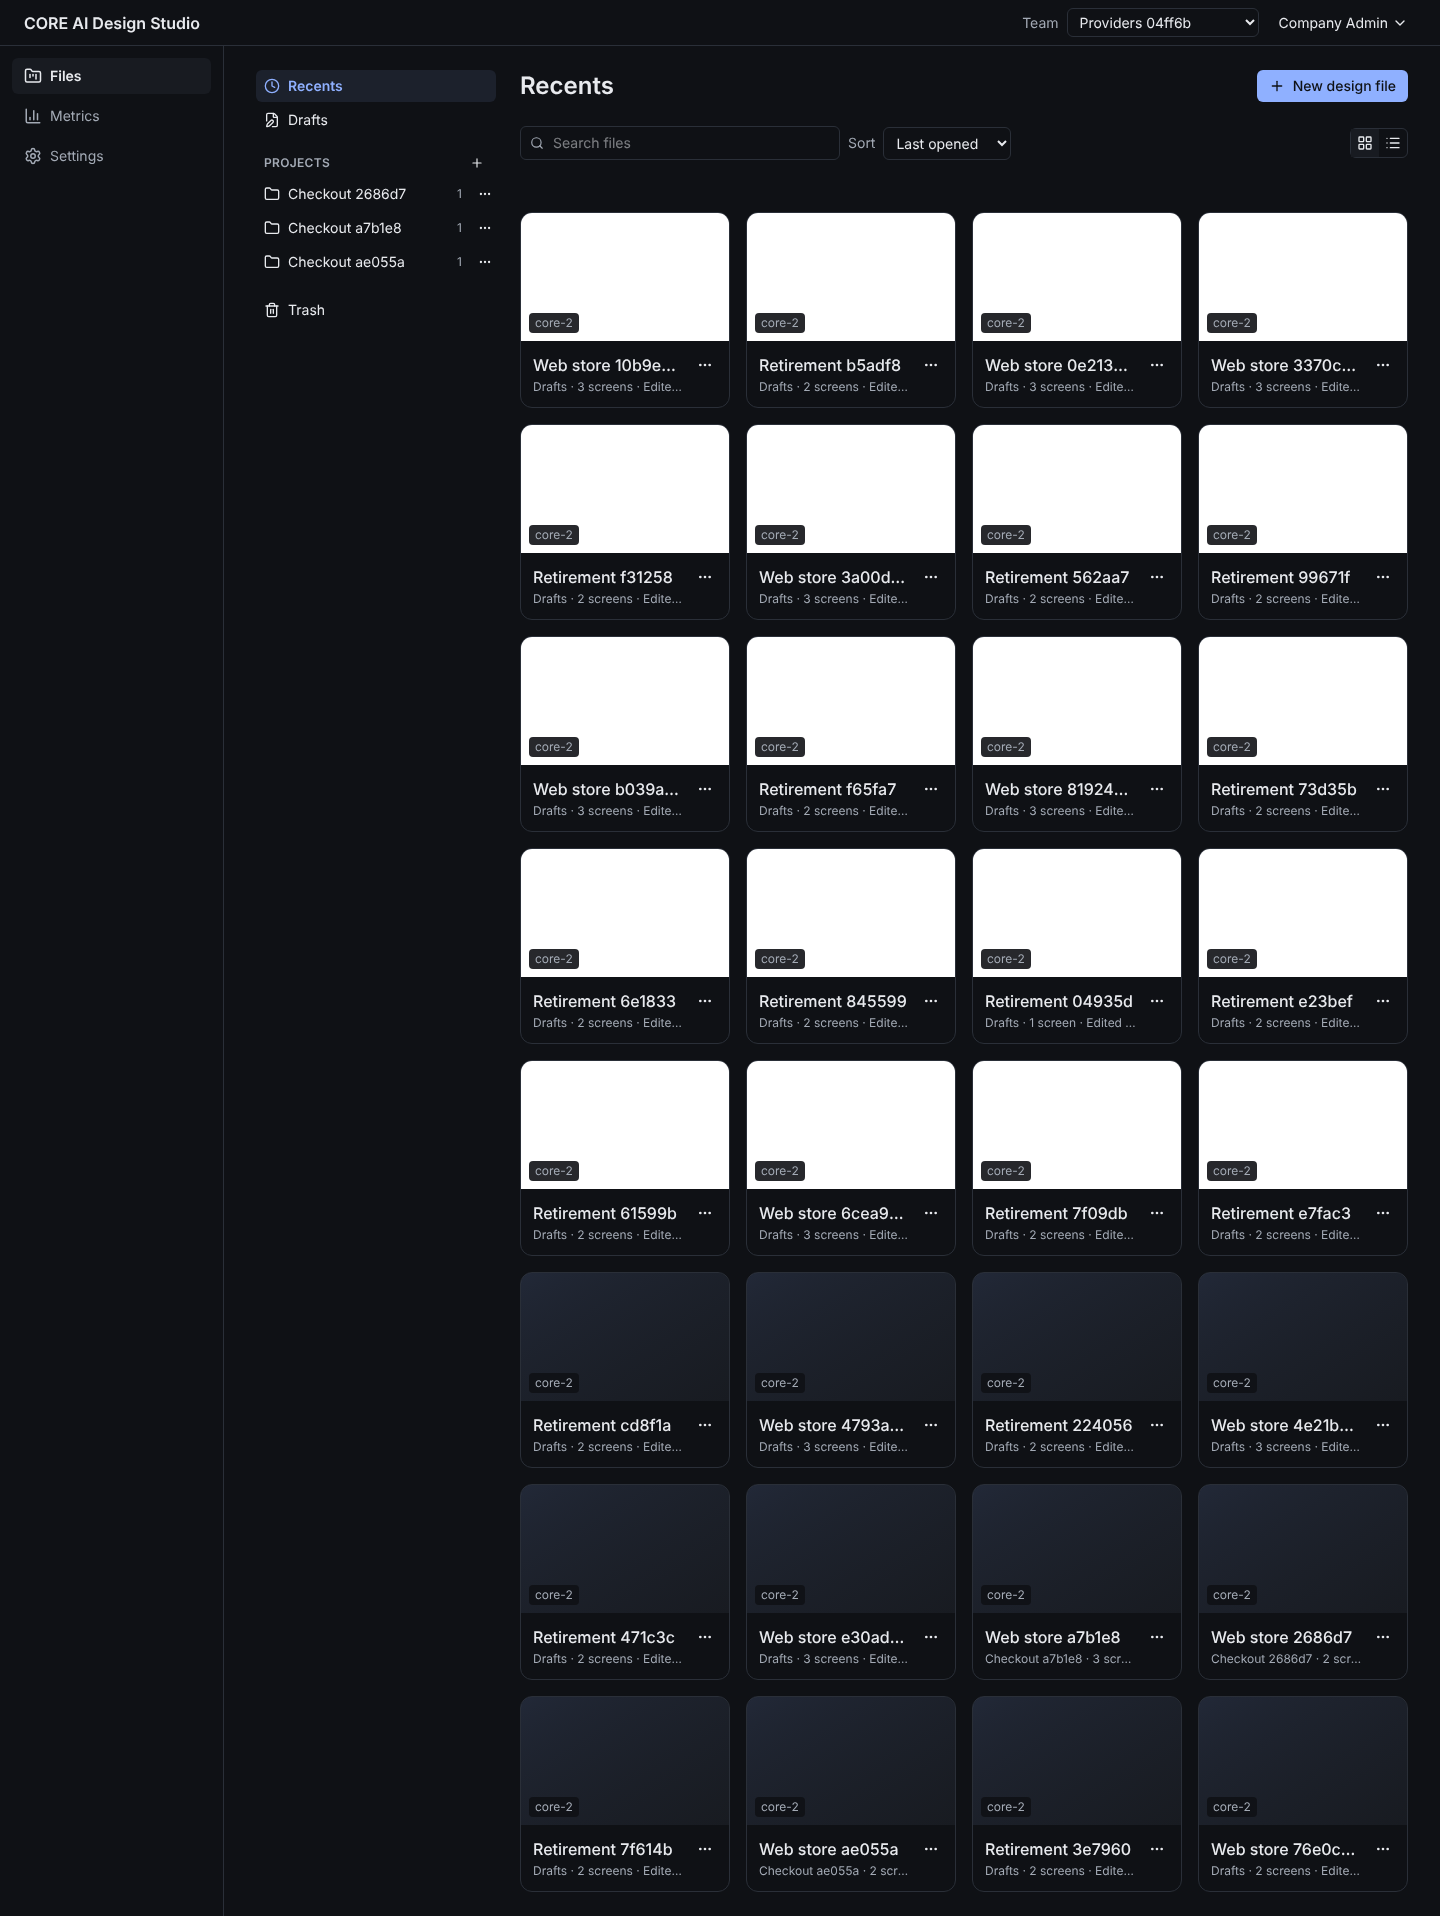 CORE AI Design Studio
Team
Providers 04ff6b
Company Admin
Files
Metrics
Settings
Recents
Drafts
PROJECTS
Checkout 2686d7 1
Checkout a7b1e8 1
Checkout ae055a 1
Trash
Recents
New design file
Search files
Sort
Last opened
core-2
core-2
core-2
core-2
Web store 10b9e...
Retirement b5adf8
Web store 0e213...
Web store 3370c...
Drafts · 3 screens · Edite...
Drafts · 2 screens · Edite...
Drafts · 3 screens · Edite...
Drafts · 3 screens · Edite...
core-2
core-2
core-2
core-2
Retirement f31258
Web store 3a00d...
Retirement 562aa7
Retirement 99671f
Drafts · 2 screens · Edite...
Drafts · 3 screens · Edite...
Drafts · 2 screens · Edite...
Drafts · 2 screens · Edite...
core-2
core-2
core-2
core-2
Web store b039a...
Retirement f65fa7
Web store 81924...
Retirement 73d35b
Drafts · 3 screens · Edite...
Drafts · 2 screens · Edite...
Drafts · 3 screens · Edite...
Drafts · 2 screens · Edite...
core-2
core-2
core-2
core-2
Retirement 6e1833
Retirement 845599
Retirement 04935d
Retirement e23bef
Drafts · 2 screens · Edite...
Drafts · 2 screens · Edite...
Drafts · 1 screen · Edited ...
Drafts · 2 screens · Edite...
core-2
core-2
core-2
core-2
Retirement 61599b
Web store 6cea9...
Retirement 7f09db
Retirement e7fac3
Drafts · 2 screens · Edite...
Drafts · 3 screens · Edite...
Drafts · 2 screens · Edite...
Drafts · 2 screens · Edite...
core-2
core-2
core-2
core-2
Retirement cd8f1a
Web store 4793a...
Retirement 224056
Web store 4e21b...
Drafts · 2 screens · Edite...
Drafts · 3 screens · Edite...
Drafts · 2 screens · Edite...
Drafts · 3 screens · Edite...
core-2
core-2
core-2
core-2
Retirement 471c3c
Web store e30ad...
Web store a7b1e8
Web store 2686d7
Drafts · 2 screens · Edite...
Drafts · 3 screens · Edite...
Checkout a7b1e8 · 3 scr...
Checkout 2686d7 · 2 scr...
core-2
core-2
core-2
core-2
Retirement 7f614b
Web store ae055a
Retirement 3e7960
Web store 76e0c...
Drafts · 2 screens · Edite...
Checkout ae055a · 2 scr...
Drafts · 2 screens · Edite...
Drafts · 2 screens · Edite...